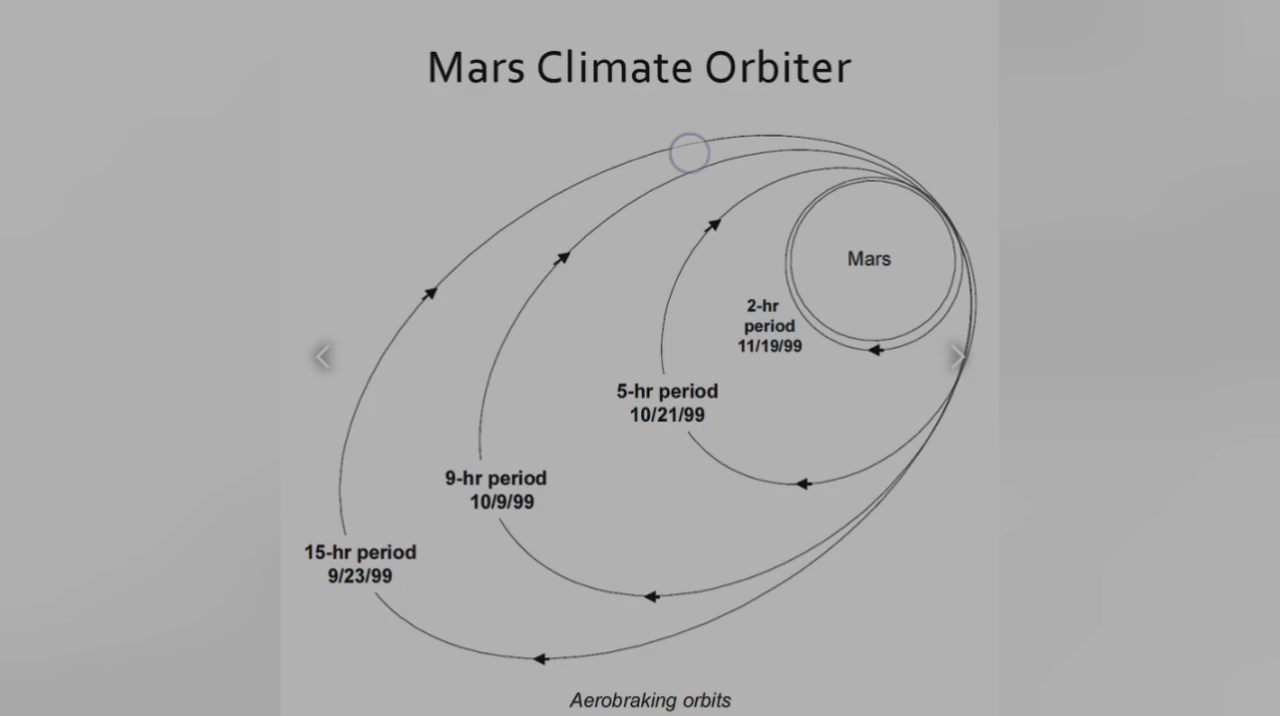 Mars Climate Orbiter
Mars
2-hr
period
11/19/99
5-hr period
10/21/99
9-hr period
10/9/99
15-hr period
9/23/99
Aerobraking orbits